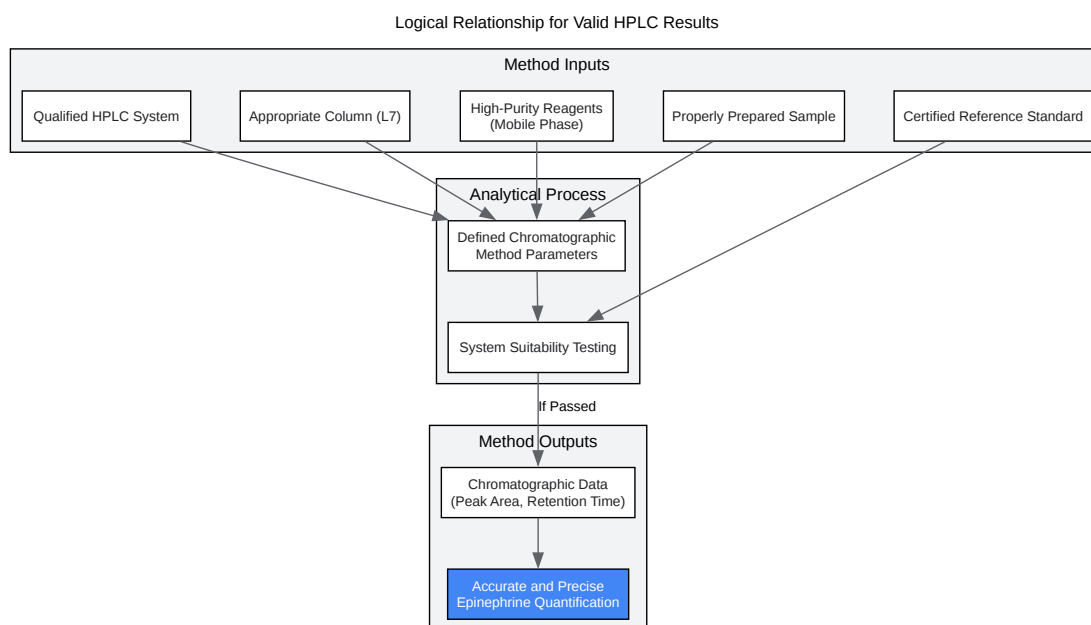 Logical Relationship for Valid HPLC Results
Method Inputs
Qualified HPLC System
Appropriate Column (L7)
High-Purity Reagents
(Mobile Phase)
Properly Prepared Sample
Certified Reference Standard
Analytical Process
Defined Chromatographic
Method Parameters
System Suitability Testing
If Passed
Method Outputs
Chromatographic Data
(Peak Area, Retention Time)
Accurate and Precise
Epinephrine Quantification